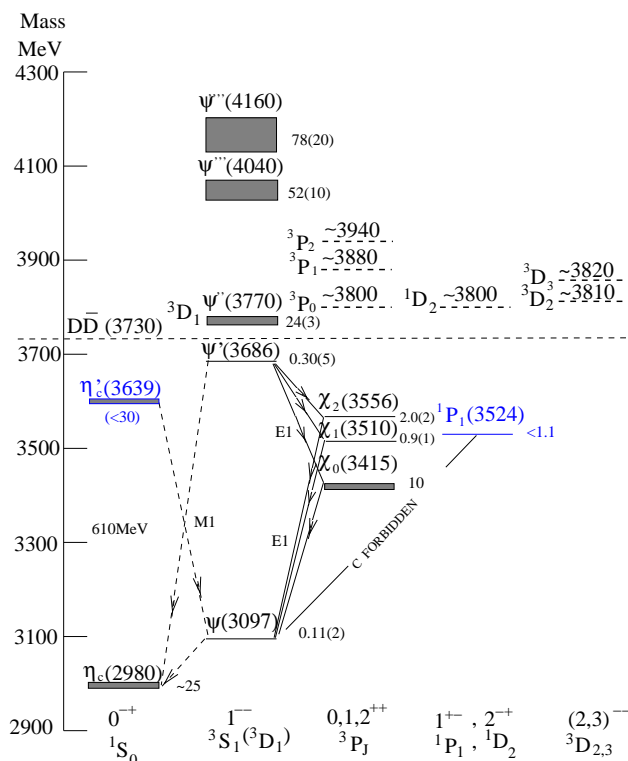 Mass
MeV
4300
ψ'''(4160)
78(20)
4100
ψ'''(4040)
52(10)
3900
³P₂ ~3940
³P₁ ~3880
³P₀ ~3800
¹D₂ ~3800
³D₃ ~3820
³D₂ ~3810
³D₁
ψ''(3770)
24(3)
DD̅ (3730)
3700
ψ'(3686)
0.30(5)
η꜀'(3639)
(<30)
χ₂(3556)
2.0(2)
¹P₁(3524)
<1.1
χ₁(3510)
0.9(1)
E1
3500
χ₀(3415)
10
610MeV
M1
E1
C FORBIDDEN
3300
3100
ψ(3097)
0.11(2)
η꜀(2980)
~25
2900
0⁻⁺ 1⁻⁻ 0,1,2⁺⁺ 1⁺⁻ , 2⁻⁺ (2,3)⁻⁻
¹S₀ ³S₁(³D₁) ³P_J ¹P₁ , ¹D₂ ³D₂,₃